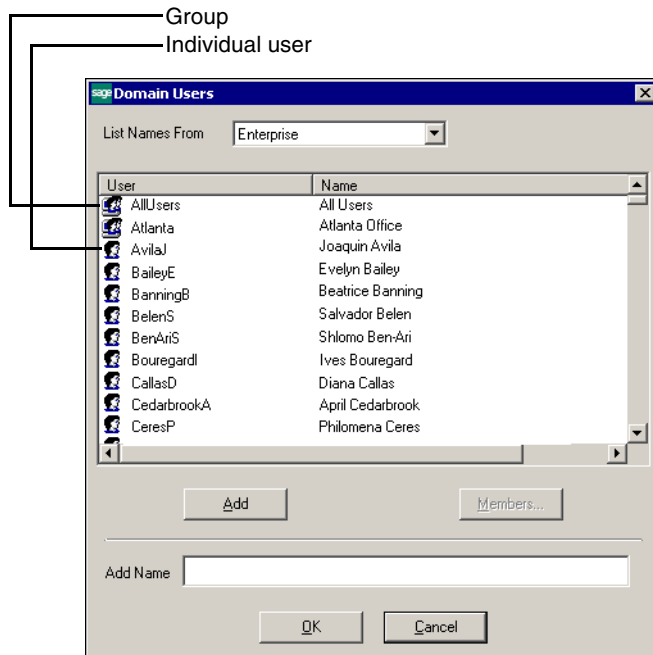 Group
Individual user
sage Domain Users
List Names From Enterprise
User Name
AllUsers All Users
Atlanta Atlanta Office
AvilaJ Joaquin Avila
BaileyE Evelyn Bailey
BanningB Beatrice Banning
BelenS Salvador Belen
BenAriS Shlomo Ben-Ari
BouregardI Ives Bouregard
CallasD Diana Callas
CedarbrookA April Cedarbrook
CeresP Philomena Ceres
Add Members...
Add Name
OK Cancel